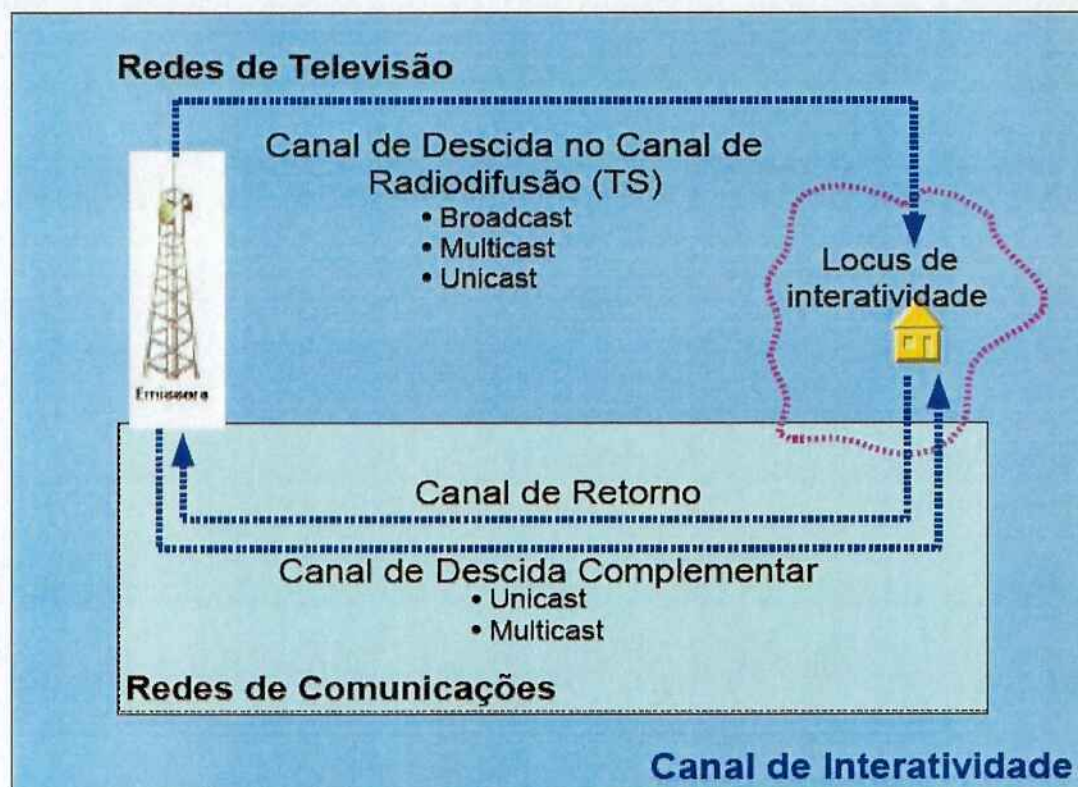 Redes de Televisão
Canal de Descida no Canal de
Radiodifusão (TS)
• Broadcast
• Multicast
• Unicast
Locus de
interatividade
Emissora
Canal de Retorno
Canal de Descida Complementar
• Unicast
• Multicast
Redes de Comunicações
Canal de Interatividade